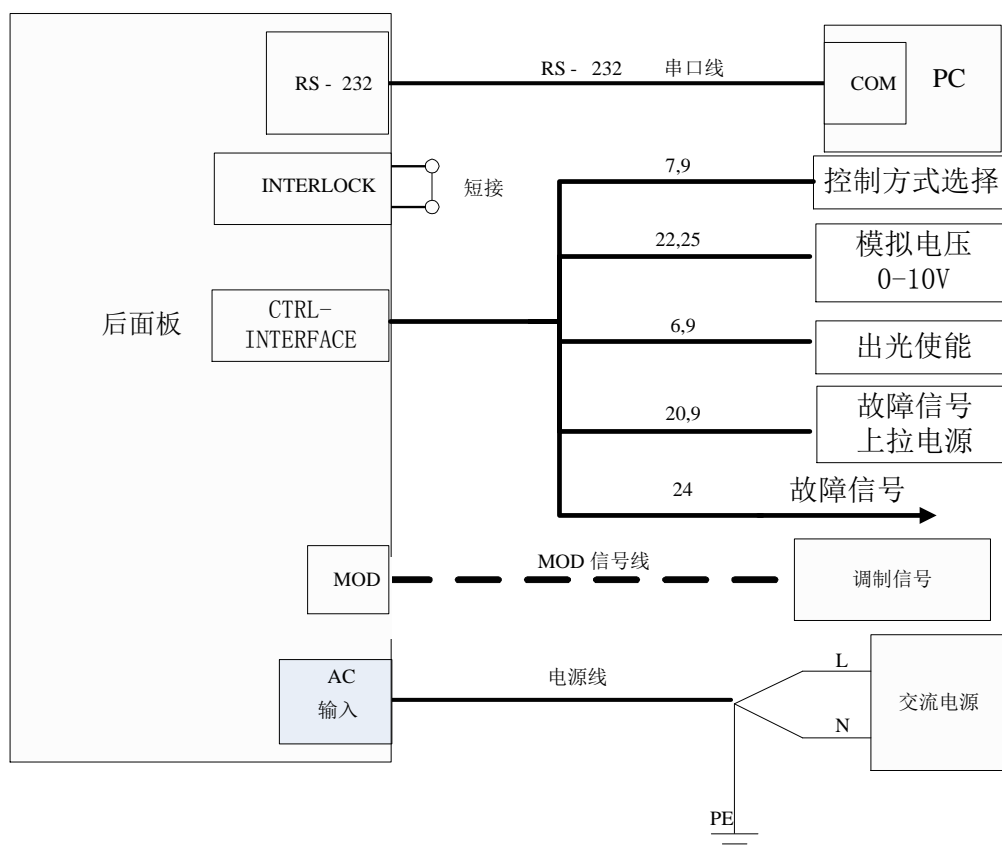 RS - 232
RS - 232 串口线
COM
PC
INTERLOCK
短接
7,9
控制方式选择
22,25
模拟电压
0-10V
后面板
CTRL-
INTERFACE
6,9
出光使能
20,9
故障信号
上拉电源
24
故障信号
MOD
MOD 信号线
调制信号
AC
输入
电源线
L
N
交流电源
PE